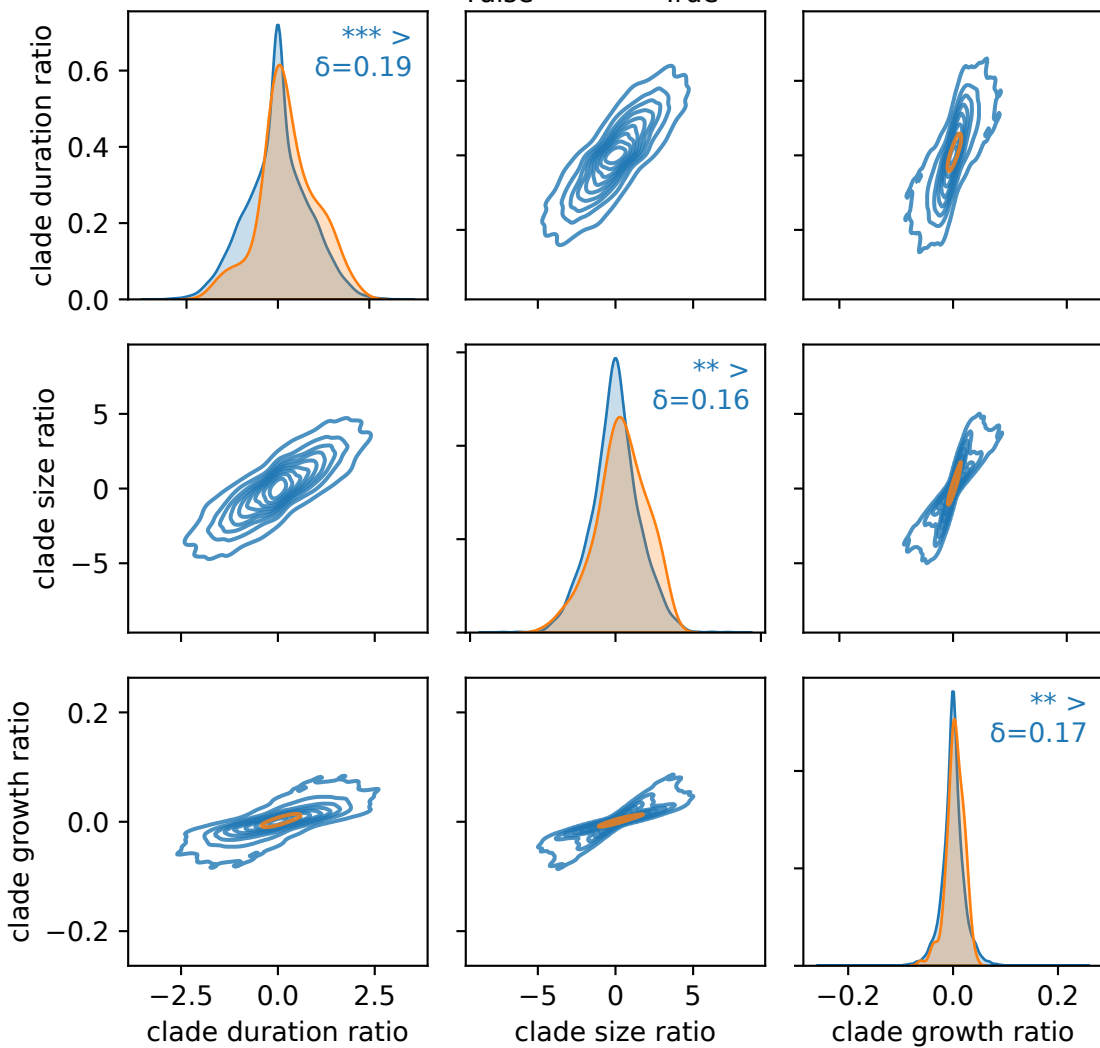 *** >
δ=0.19
clade duration ratio
0.6
0.4
0.2
0.0
** >
δ=0.16
clade size ratio
5
0
−5
** >
δ=0.17
clade growth ratio
0.2
0.0
−0.2
−2.5 0.0 2.5
−5 0 5
−0.2 0.0 0.2
clade duration ratio
clade size ratio
clade growth ratio